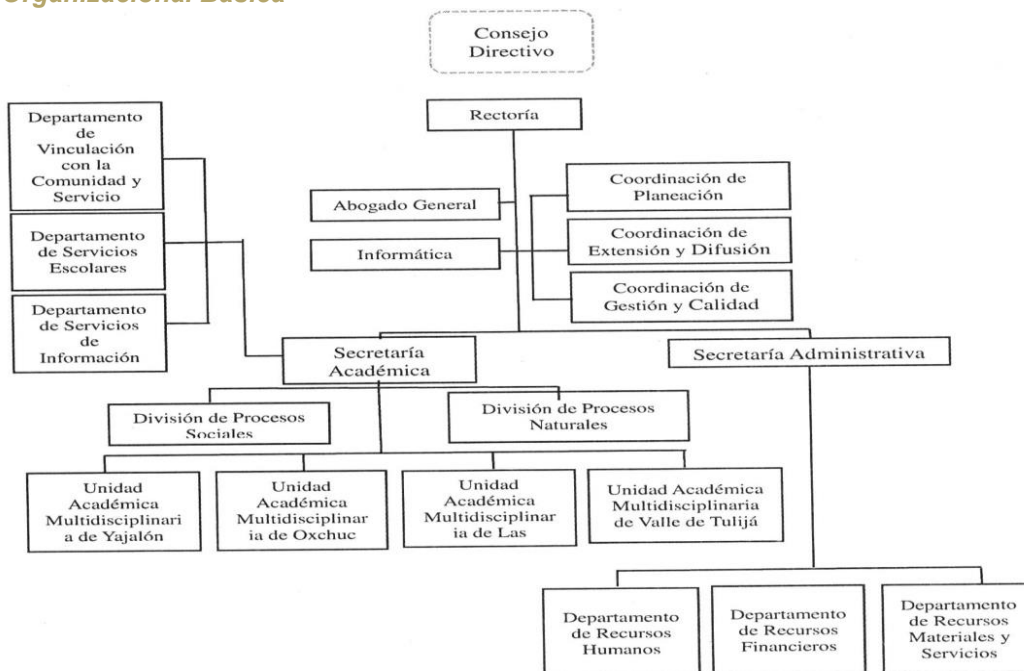 Organizacional Básica
Consejo
Directivo
Rectoría
Departamento
de
Vinculación
con la
Comunidad y
Servicio
Departamento
de Servicios
Escolares
Departamento
de Servicios
de
Información
Abogado General
Informática
Coordinación de
Planeación
Coordinación de
Extensión y Difusión
Coordinación de
Gestión y Calidad
Secretaría
Académica
Secretaría Administrativa
División de Procesos
Sociales
División de Procesos
Naturales
Unidad
Académica
Multidisciplinari
a de Yajalón
Unidad
Académica
Multidisciplinar
ia de Oxchuc
Unidad
Académica
Multidisciplinar
ia de Las
Unidad Académica
Multidisciplinaria
de Valle de Tulijá
Departamento
de Recursos
Humanos
Departamento
de Recursos
Financieros
Departamento
de Recursos
Materiales y
Servicios